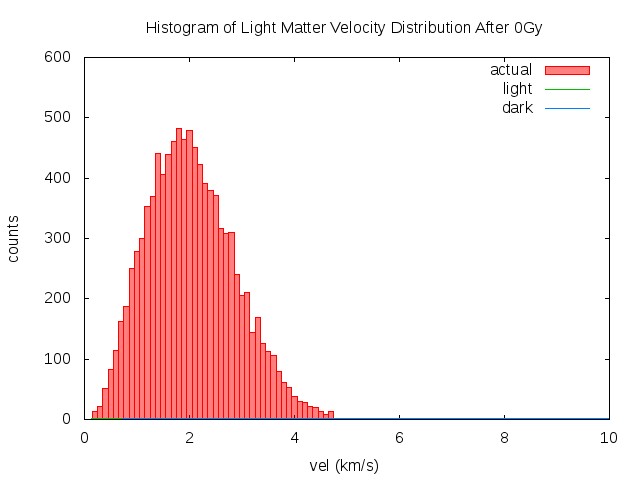 Histogram of Light Matter Velocity Distribution After 0Gy
600
500
400
300
200
100
0
counts
actual
light
dark
0 2 4 6 8 10
vel (km/s)